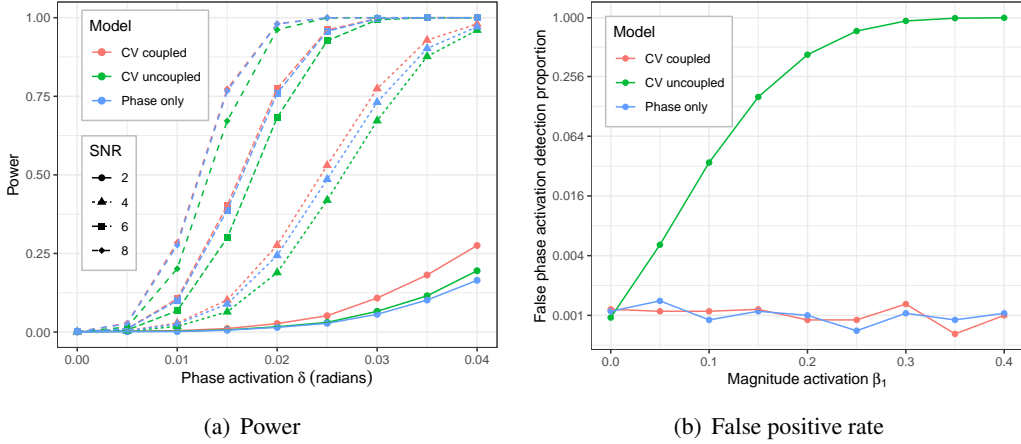 1.00
0.75
0.50
0.25
0.00
Power
Model
CV coupled
CV uncoupled
Phase only
SNR
2
4
6
8
0.00
0.01
0.02
0.03
0.04
Phase activation δ (radians)
(a) Power
1.000
0.256
0.064
0.016
0.004
0.001
False phase activation detection proportion
Model
CV coupled
CV uncoupled
Phase only
0.0
0.1
0.2
0.3
0.4
Magnitude activation β₁
(b) False positive rate